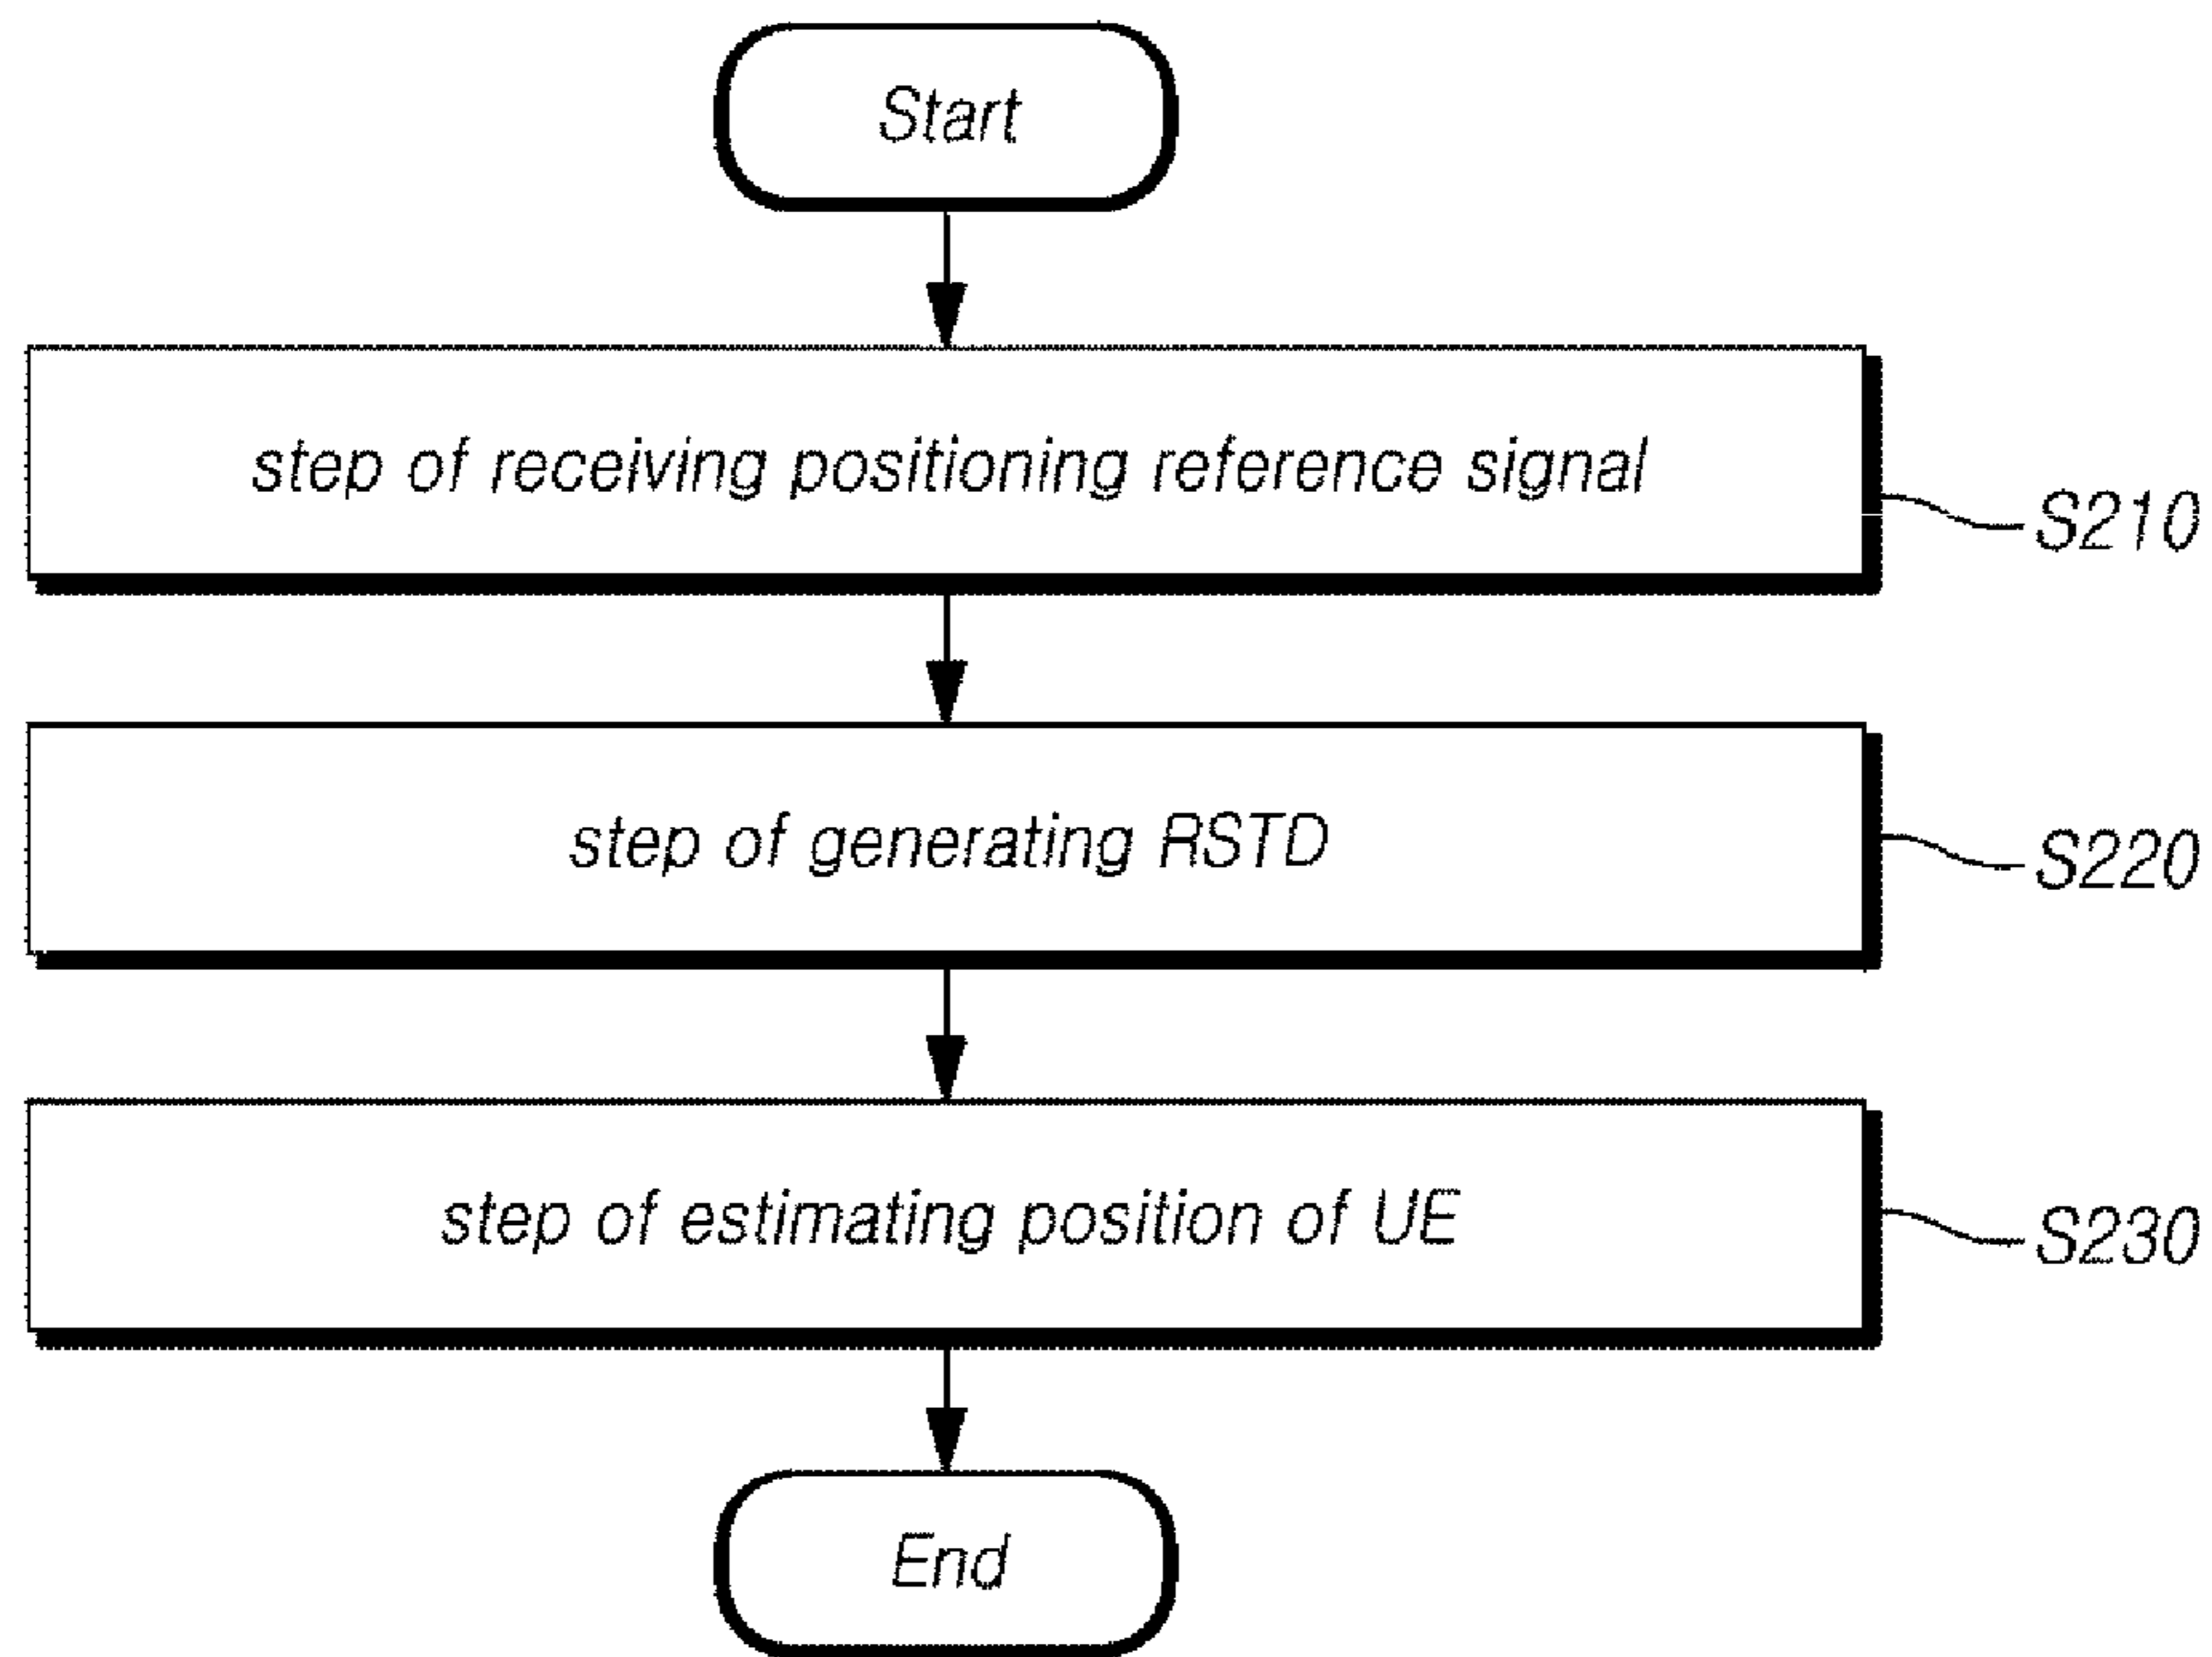 Start
step of receiving positioning reference signal
S210
step of generating RSTD
S220
step of estimating position of UE
S230
End